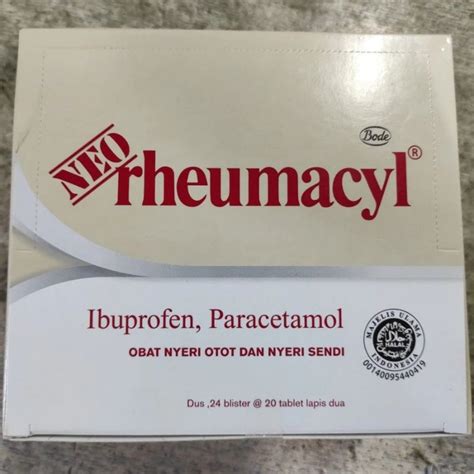 Bode
NEO rheumacyl®
Ibuprofen, Paracetamol
OBAT NYERI OTOT DAN NYERI SENDI
MAJELIS ULAMA INDONESIA
HALAL
00140095440419
Dus ,24 blister @ 20 tablet lapis dua